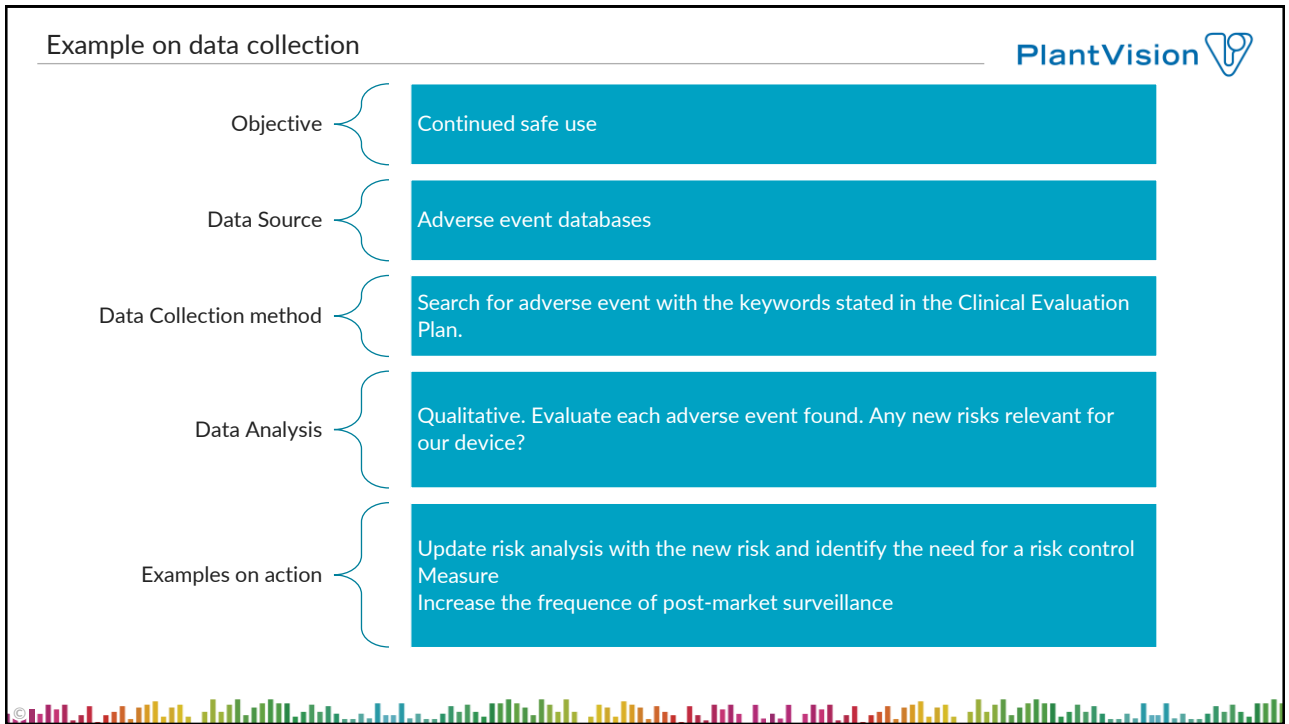 Example on data collection
PlantVision
Objective
Continued safe use
Data Source
Adverse event databases
Data Collection method
Search for adverse event with the keywords stated in the Clinical Evaluation
Plan.
Data Analysis
Qualitative. Evaluate each adverse event found. Any new risks relevant for
our device?
Examples on action
Update risk analysis with the new risk and identify the need for a risk control
Measure
Increase the frequence of post-market surveillance
©